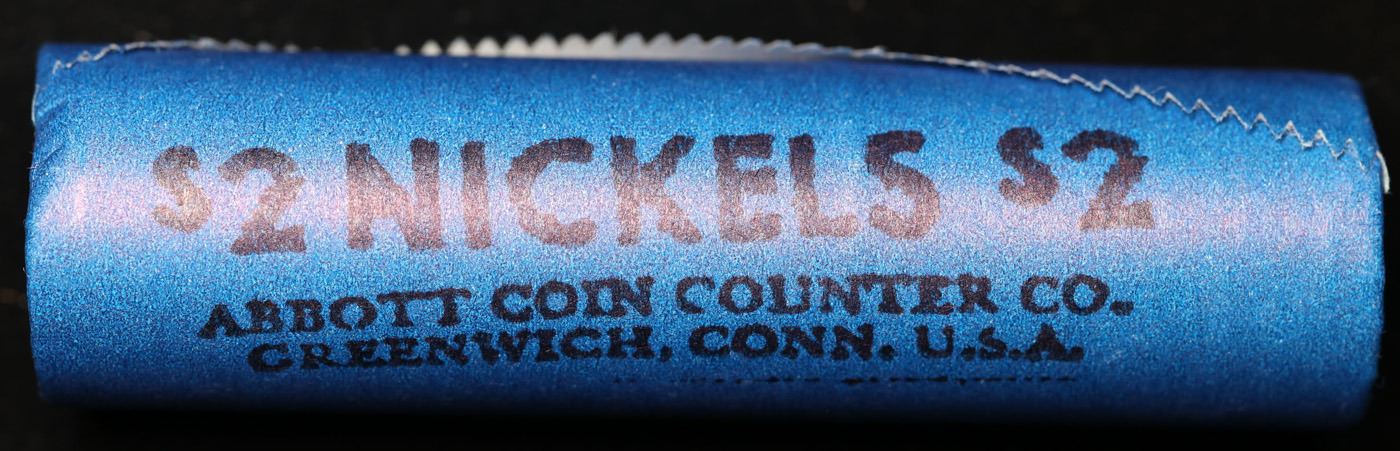 $2 NICKELS $2
ABBOTT COIN COUNTER CO.
GREENWICH, CONN. U.S.A.